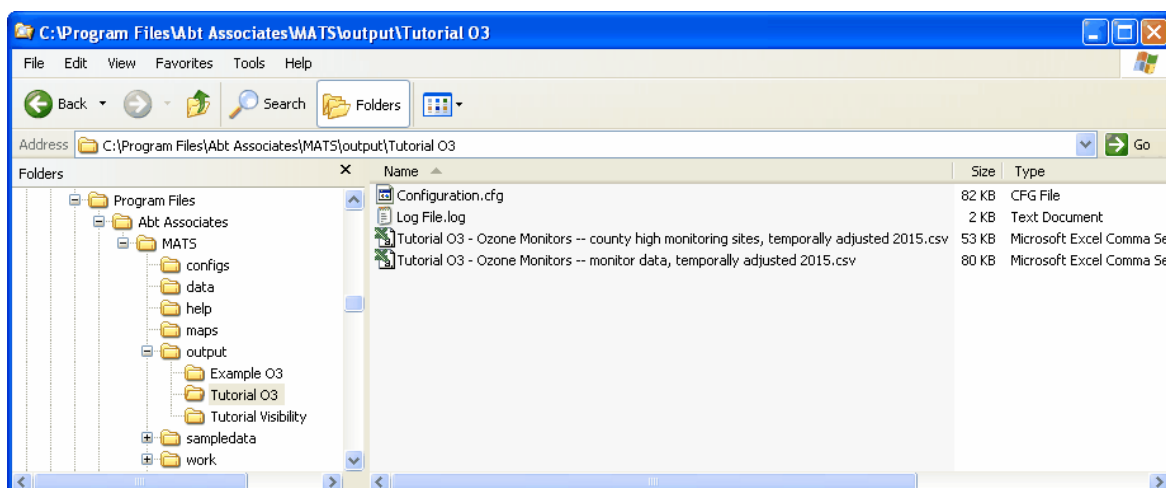 C:\Program Files\Abt Associates\MATS\output\Tutorial O3
File Edit View Favorites Tools Help
Back Search Folders
Address C:\Program Files\Abt Associates\MATS\output\Tutorial O3 Go
Folders
Name Size Type
Program Files
Abt Associates
MATS
configs
data
help
maps
output
Example O3
Tutorial O3
Tutorial Visibility
sampledata
work
Configuration.cfg 82 KB CFG File
Log File.log 2 KB Text Document
Tutorial O3 - Ozone Monitors -- county high monitoring sites, temporally adjusted 2015.csv 53 KB Microsoft Excel Comma Se
Tutorial O3 - Ozone Monitors -- monitor data, temporally adjusted 2015.csv 80 KB Microsoft Excel Comma Se